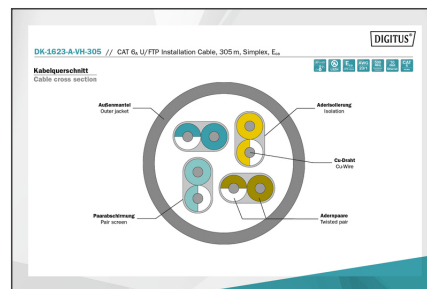 DIGITUS®
DK-1623-A-VH-305 // CAT 6A U/FTP Installation Cable, 305 m, Simplex, Eca
Kabelquerschnitt
Cable cross section
Außenmantel
Outer jacket
Aderisolierung
Isolation
Cu-Draht
Cu-Wire
Paarabschirmung
Pair screen
Aderpaare
Twisted pair